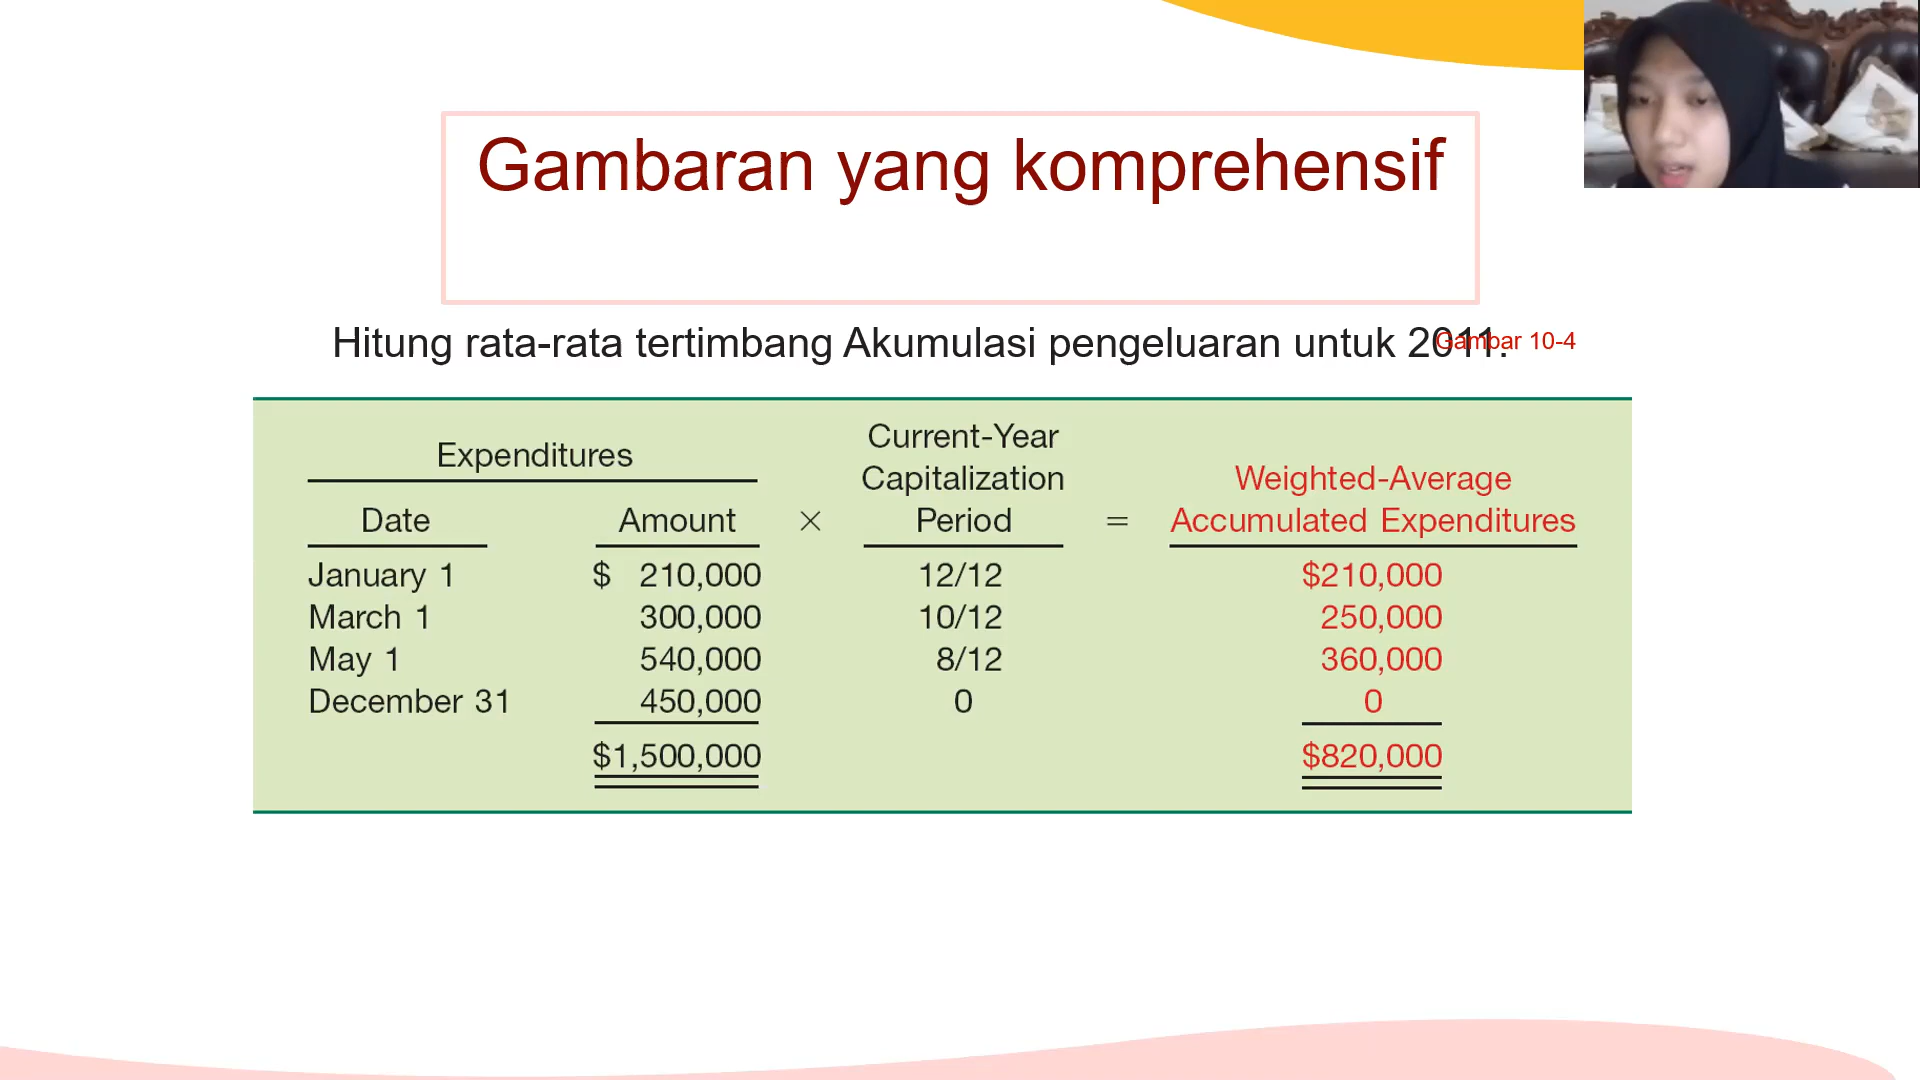 Gambaran yang komprehensif
Hitung rata-rata tertimbang Akumulasi pengeluaran untuk 2011.
Gambar 10-4
Expenditures
Current-Year
Capitalization
Period
Weighted-Average
Accumulated Expenditures
Date Amount × =
January 1 $ 210,000 12/12 $210,000
March 1 300,000 10/12 250,000
May 1 540,000 8/12 360,000
December 31 450,000 0 0
$1,500,000 $820,000